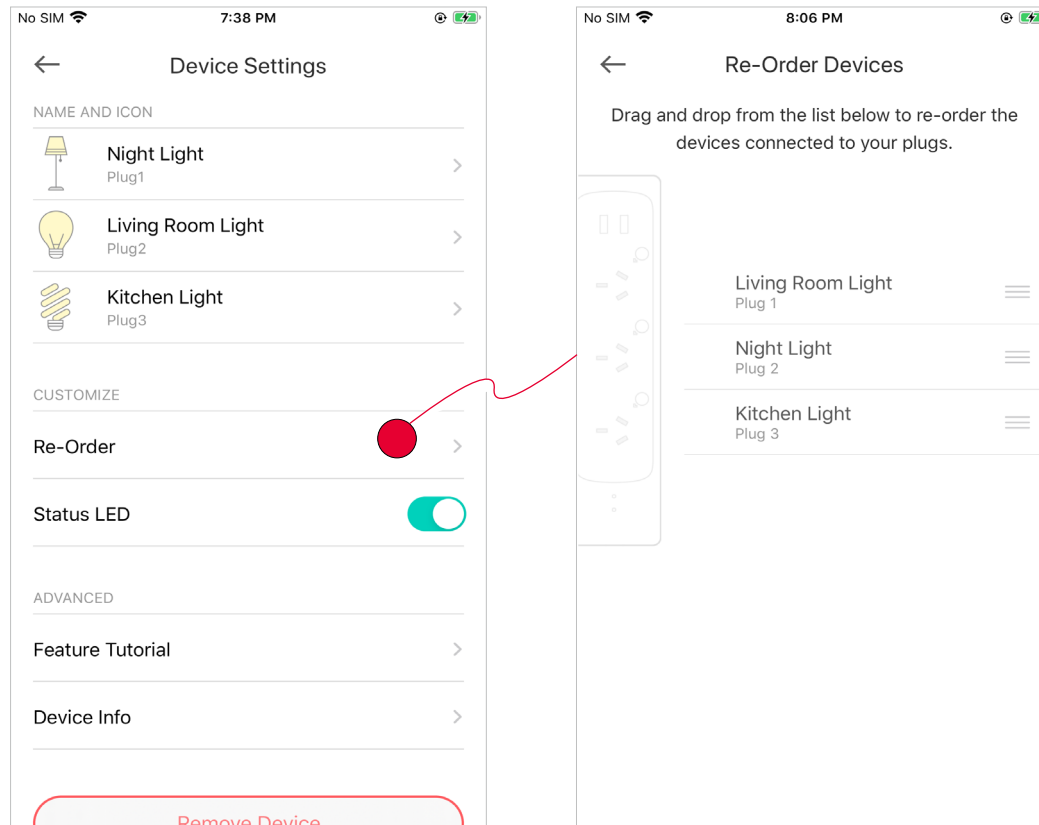 No SIM 7:38 PM
Device Settings
NAME AND ICON
Night Light
Plug1
Living Room Light
Plug2
Kitchen Light
Plug3
CUSTOMIZE
Re-Order
Status LED
ADVANCED
Feature Tutorial
Device Info
Remove Device
No SIM 8:06 PM
Re-Order Devices
Drag and drop from the list below to re-order the
devices connected to your plugs.
Living Room Light
Plug 1
Night Light
Plug 2
Kitchen Light
Plug 3